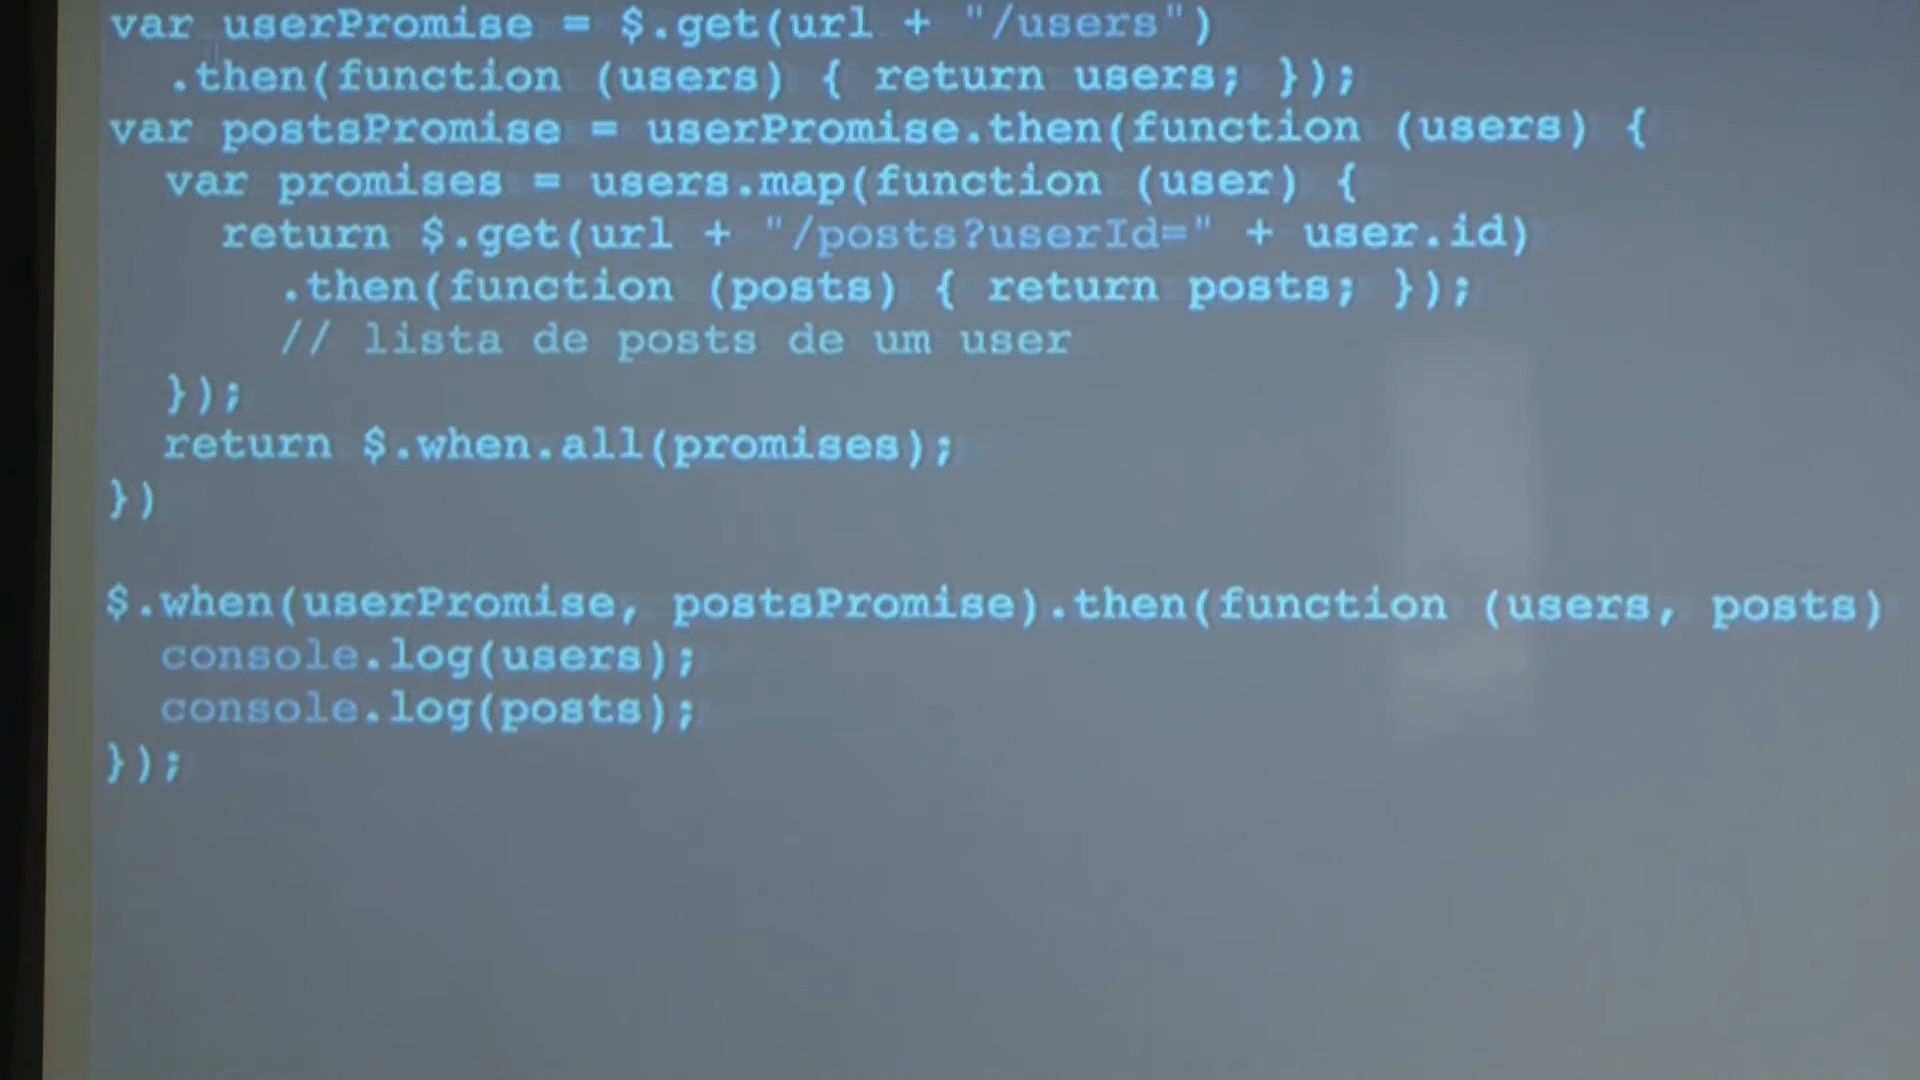 var userPromise = $.get(url + "/users")
.then(function (users) { return users; });
var postsPromise = userPromise.then(function (users) {
var promises = users.map(function (user) {
return $.get(url + "/posts?userId=" + user.id)
.then(function (posts) { return posts; });
// lista de posts de um user
});
return $.when.all(promises);
})
$.when(userPromise, postsPromise).then(function (users, posts)
console.log(users);
console.log(posts);
});